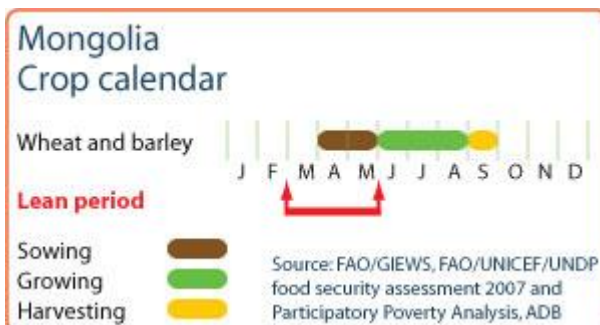 Mongolia
Crop calendar
Wheat and barley
J F M A M J J A S O N D
Lean period
Sowing
Growing
Harvesting
Source: FAO/GIEWS, FAO/UNICEF/UNDP
food security assessment 2007 and
Participatory Poverty Analysis, ADB